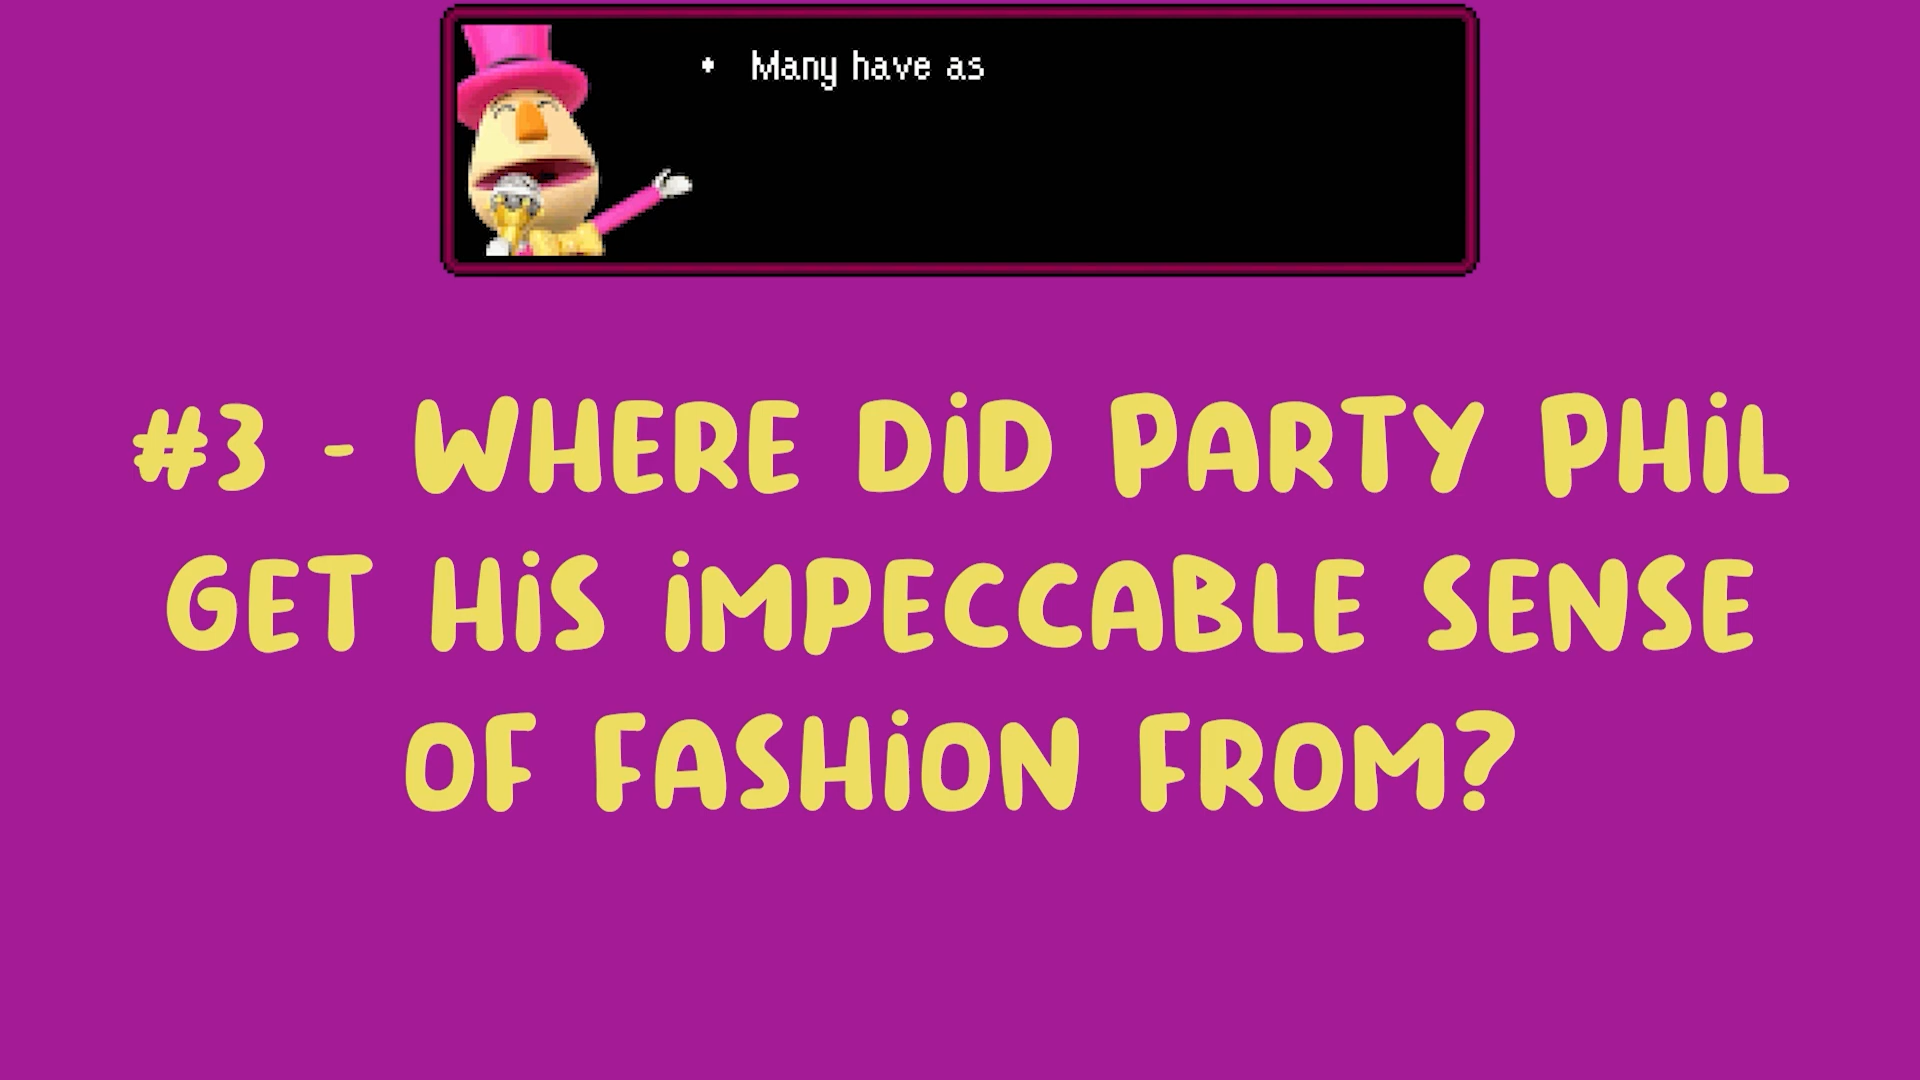 • Many have as
#3 - WHERE DID PARTY PHIL
GET HIS IMPECCABLE SENSE
OF FASHION FROM?